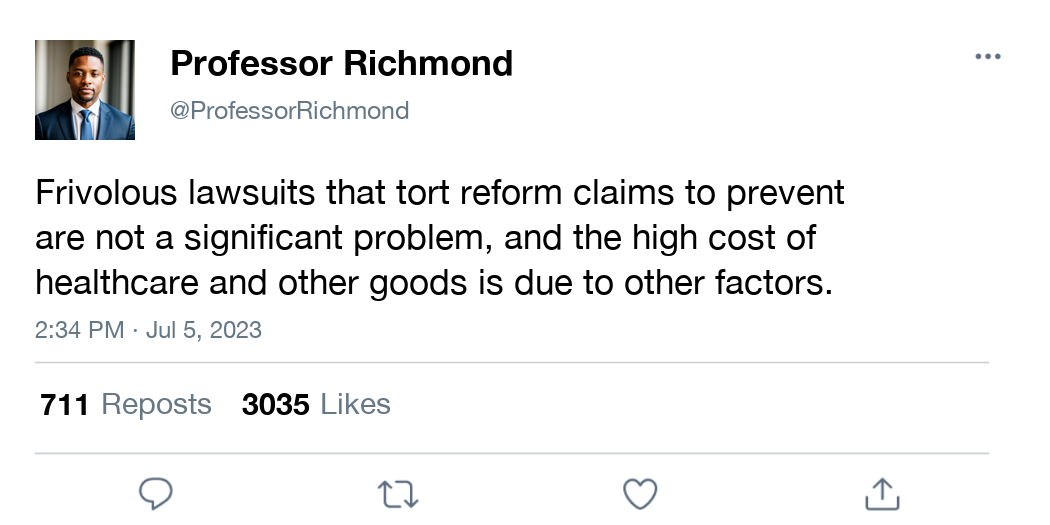 Professor Richmond
@ProfessorRichmond
Frivolous lawsuits that tort reform claims to prevent
are not a significant problem, and the high cost of
healthcare and other goods is due to other factors.
2:34 PM · Jul 5, 2023
711 Reposts 3035 Likes